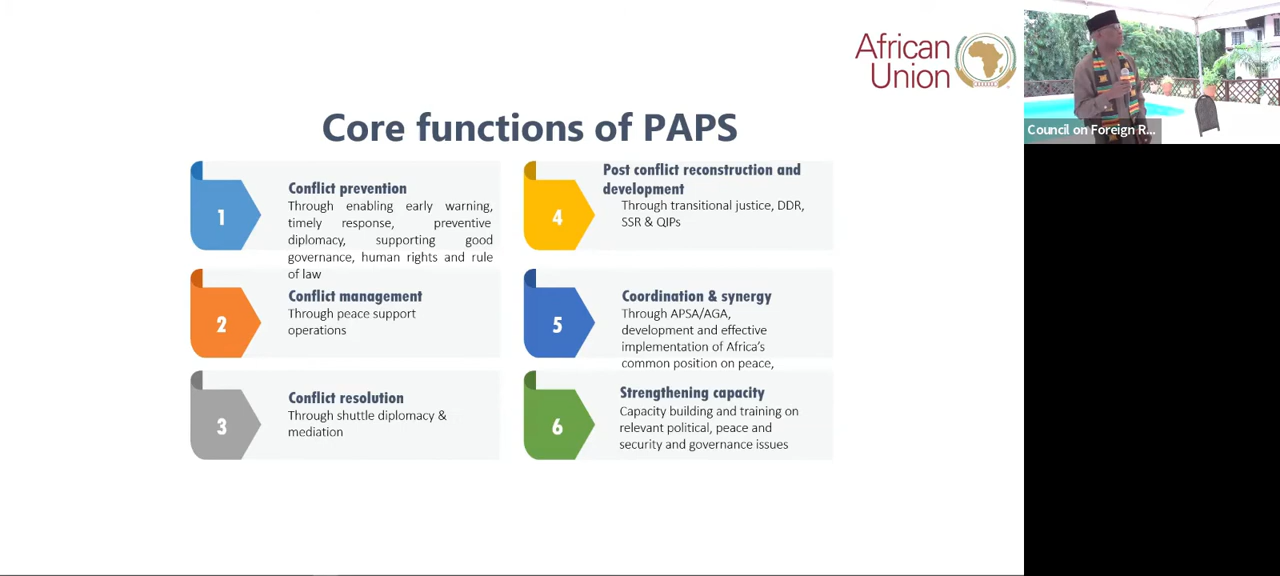 African
Union
Core functions of PAPS
1
Conflict prevention
Through enabling early warning,
timely response, preventive
diplomacy, supporting good
governance, human rights and rule
of law
2
Conflict management
Through peace support
operations
3
Conflict resolution
Through shuttle diplomacy &
mediation
4
Post conflict reconstruction and
development
Through transitional justice, DDR,
SSR & QIPs
5
Coordination & synergy
Through APSA/AGA,
development and effective
implementation of Africa's
common position on peace,
6
Strengthening capacity
Capacity building and training on
relevant political, peace and
security and governance issues
Council on Foreign R...